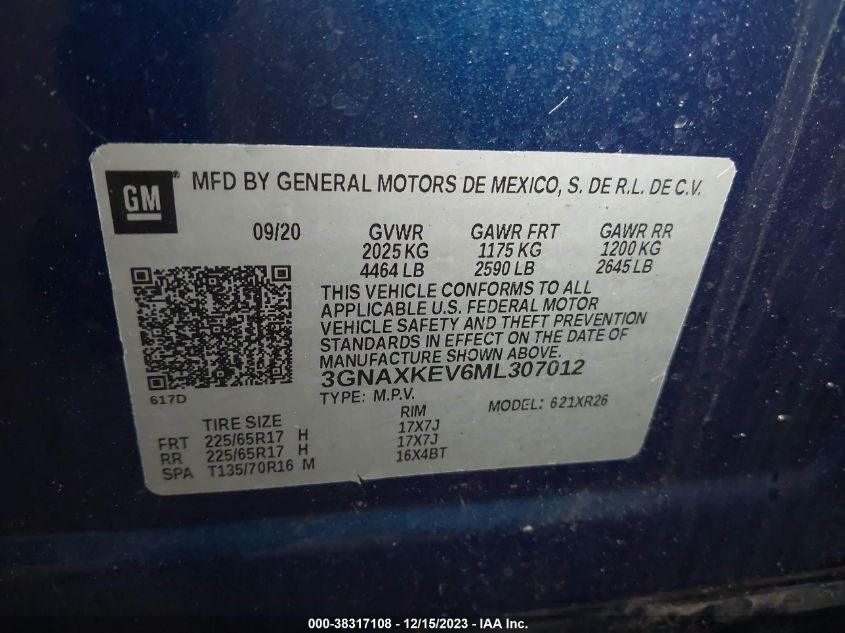 GM® MFD BY GENERAL MOTORS DE MEXICO, S. DE R.L. DE C.V.
09/20 GVWR GAWR FRT GAWR RR
2025 KG 1175 KG 1200 KG
4464 LB 2590 LB 2645 LB
THIS VEHICLE CONFORMS TO ALL
APPLICABLE U.S. FEDERAL MOTOR
VEHICLE SAFETY AND THEFT PREVENTION
STANDARDS IN EFFECT ON THE DATE OF
MANUFACTURE SHOWN ABOVE.
3GNAXKEV6ML307012
617D
TYPE: M.P.V. MODEL: 621XR26
TIRE SIZE RIM
FRT 225/65R17 H 17X7J
RR 225/65R17 H 17X7J
SPA T135/70R16 M 16X4BT
000-38317108 - 12/15/2023 - IAA Inc.